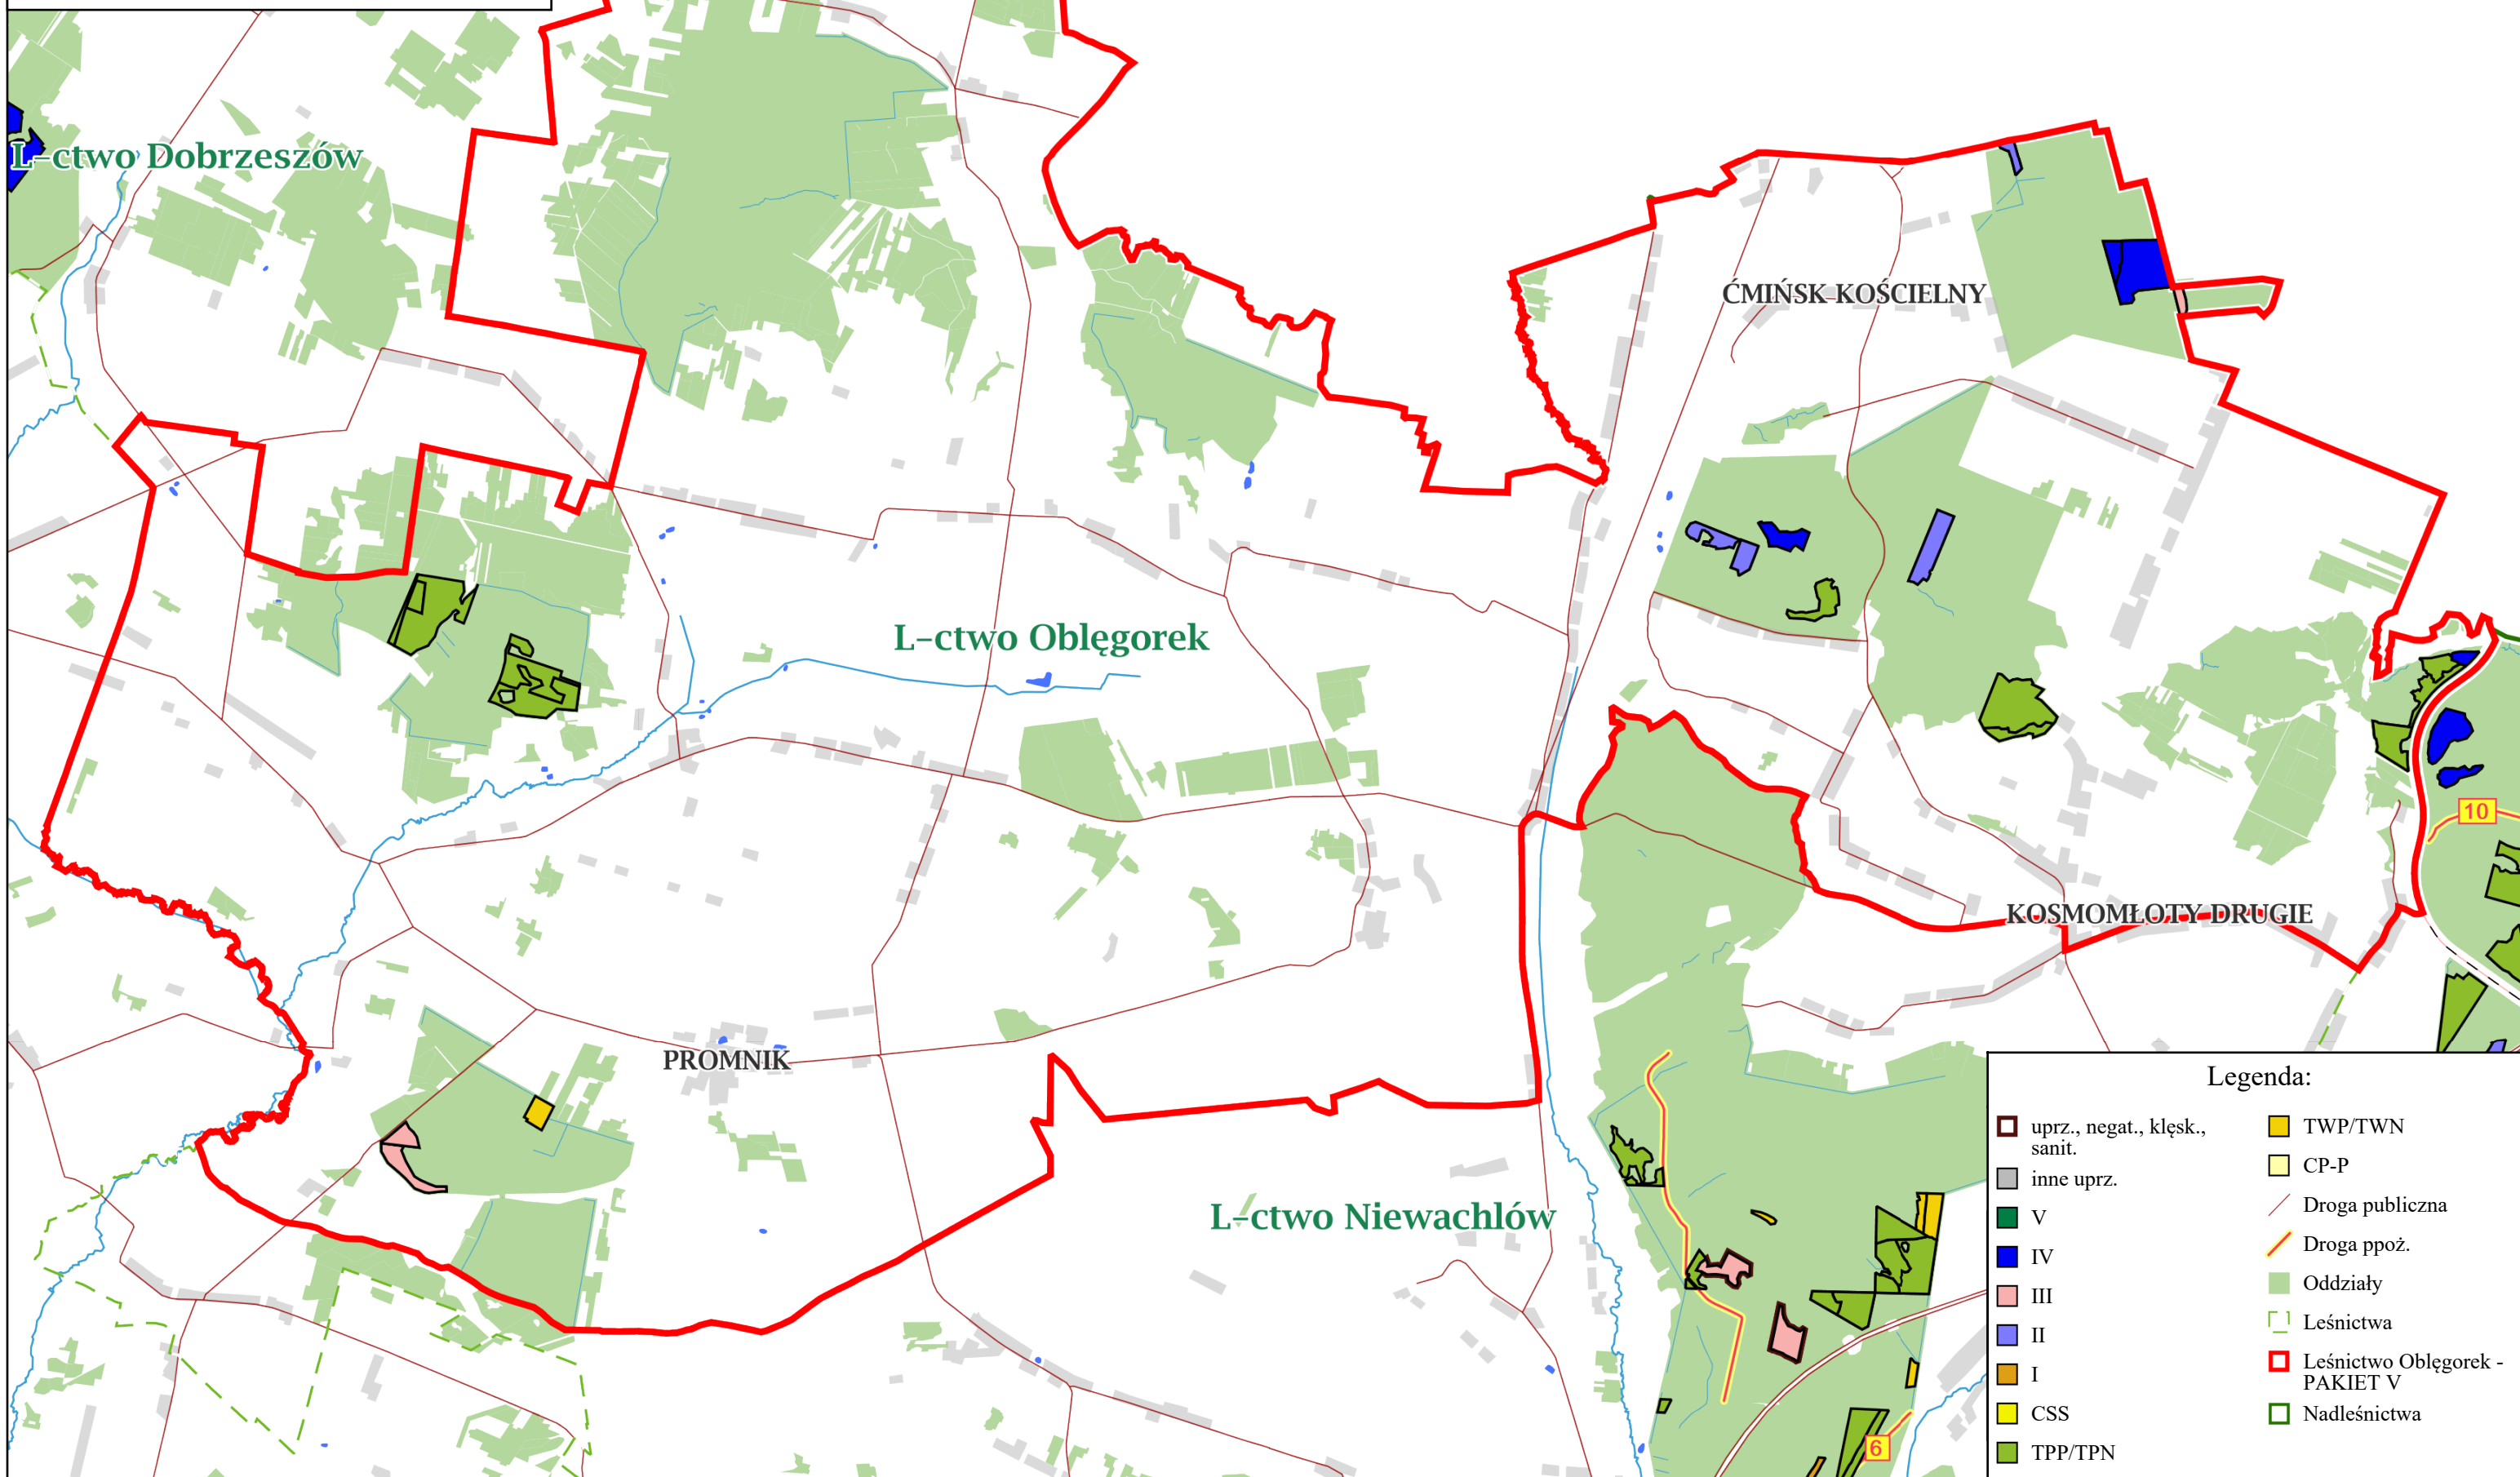 L-ctwo Dobrzeszów
ĆMIŃSK KOŚCIELNY
L-ctwo Oblęgorek
10
KOSMOMŁOTY DRUGIE
PROMNIK
L-ctwo Niewachlów
6
Legenda:
uprz., negat., klęsk.,
sanit.
inne uprz.
V
IV
III
II
I
CSS
TPP/TPN
TWP/TWN
CP-P
Droga publiczna
Droga ppoż.
Oddziały
Leśnictwa
Leśnictwo Oblęgorek -
PAKIET V
Nadleśnictwa